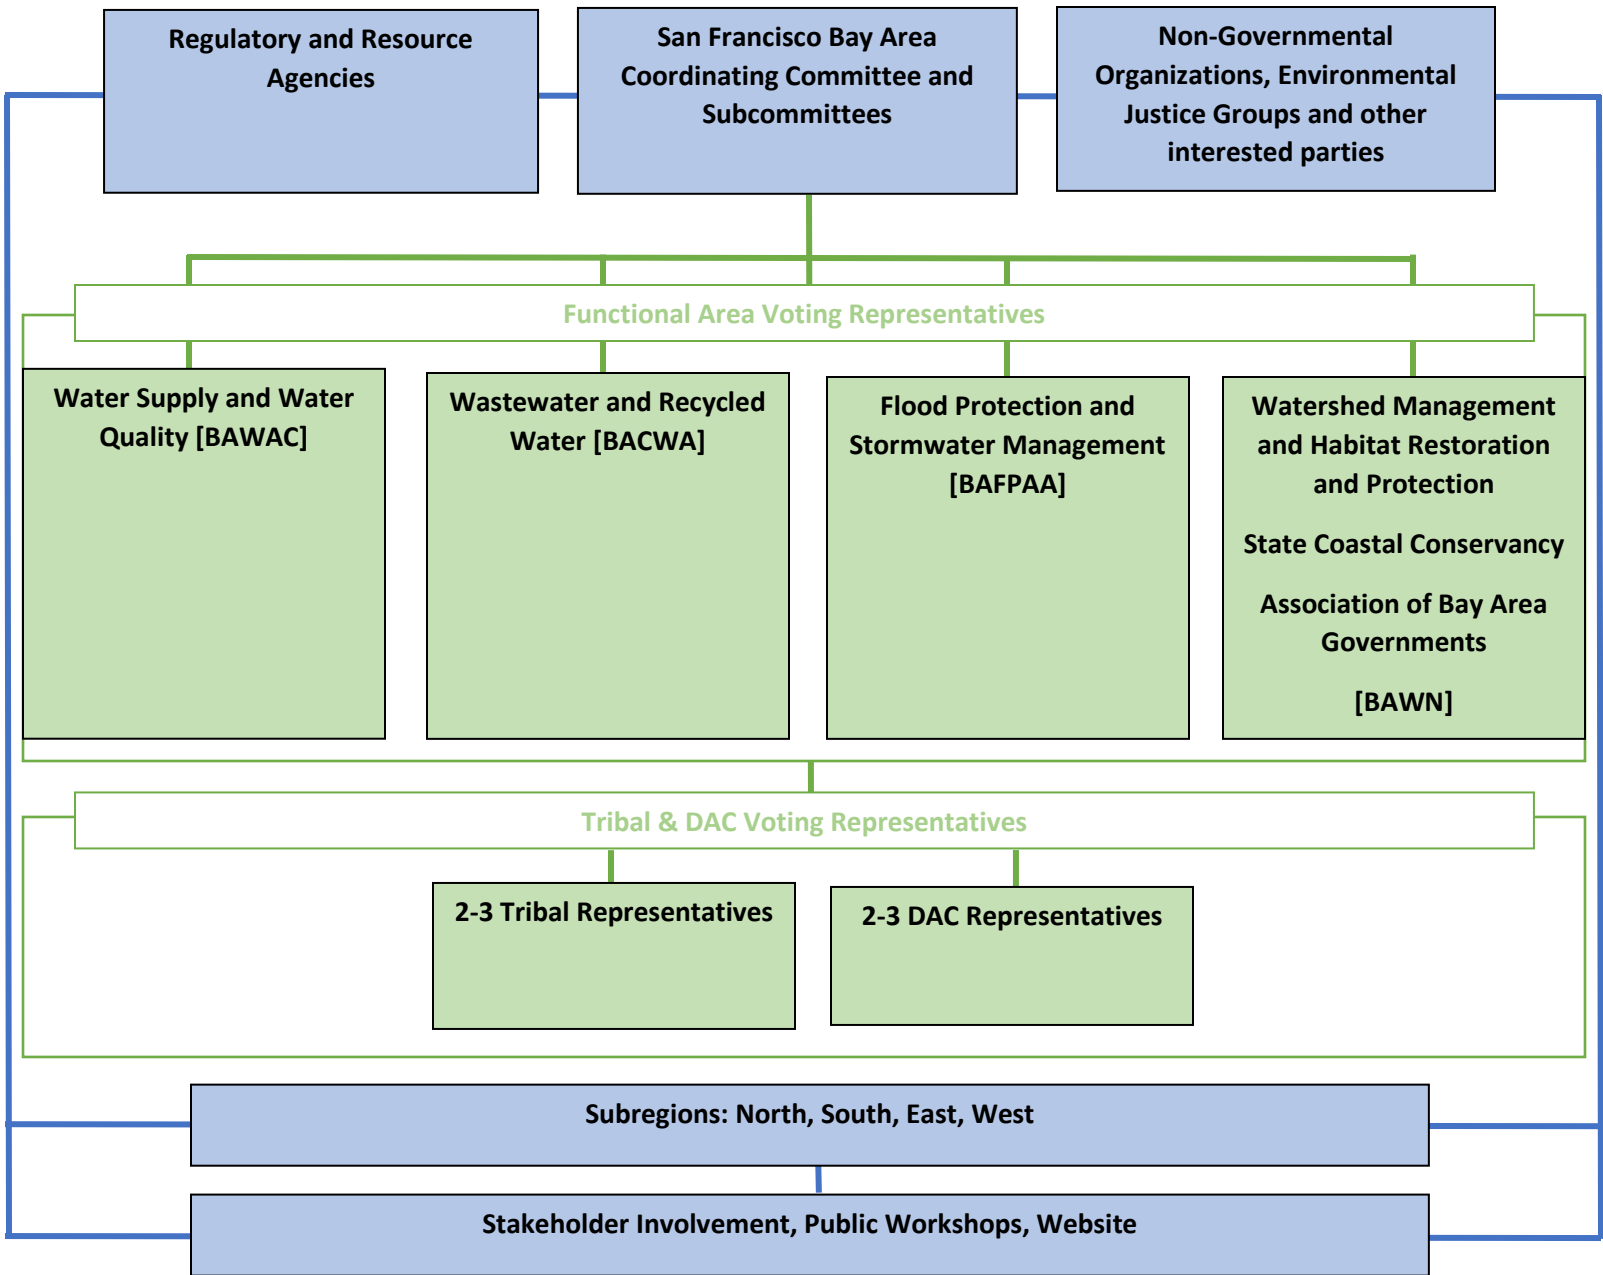 Regulatory and Resource
Agencies
San Francisco Bay Area
Coordinating Committee and
Subcommittees
Non-Governmental
Organizations, Environmental
Justice Groups and other
interested parties
Functional Area Voting Representatives
Water Supply and Water
Quality [BAWAC]
Wastewater and Recycled
Water [BACWA]
Flood Protection and
Stormwater Management
[BAFPAA]
Watershed Management
and Habitat Restoration
and Protection
State Coastal Conservancy
Association of Bay Area
Governments
[BAWN]
Tribal & DAC Voting Representatives
2-3 Tribal Representatives
2-3 DAC Representatives
Subregions: North, South, East, West
Stakeholder Involvement, Public Workshops, Website